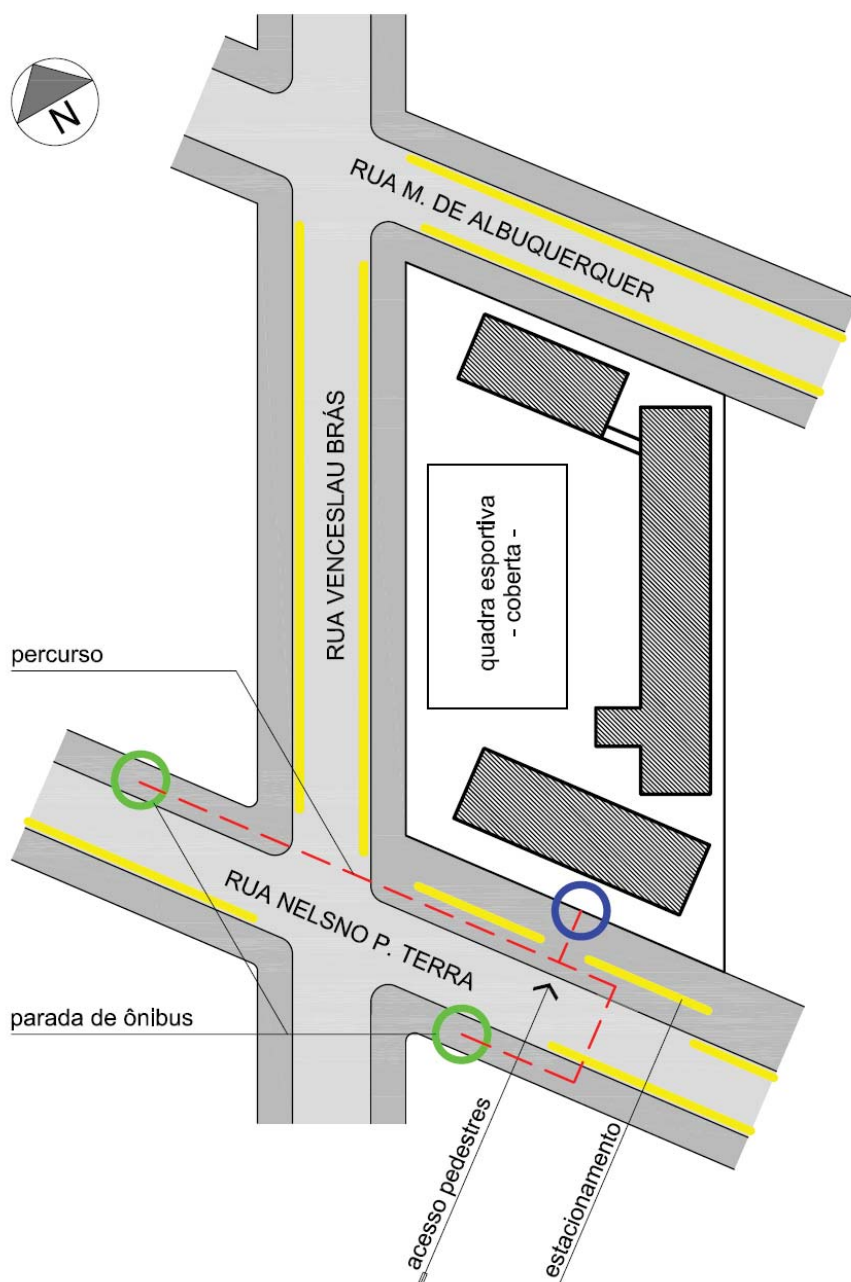 N
RUA M. DE ALBUQUERQUER
RUA VENCESLAU BRÁS
quadra esportiva
- coberta -
percurso
RUA NELSNO P. TERRA
parada de ônibus
acesso pedestres
estacionamento